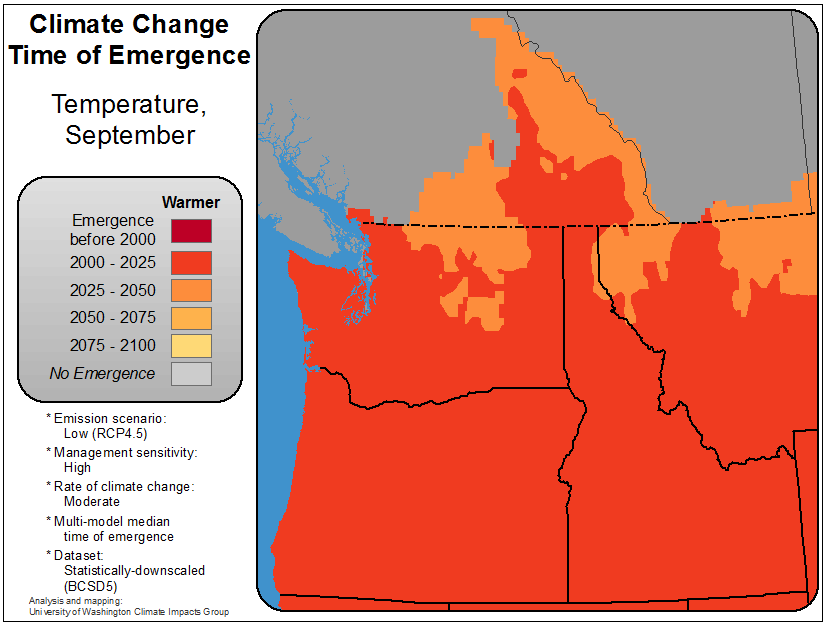 Climate Change
Time of Emergence
Temperature,
September
Warmer
Emergence
before 2000
2000 - 2025
2025 - 2050
2050 - 2075
2075 - 2100
No Emergence
* Emission scenario:
Low (RCP4.5)
* Management sensitivity:
High
* Rate of climate change:
Moderate
* Multi-model median
time of emergence
* Dataset:
Statistically-downscaled
(BCSD5)
Analysis and mapping:
University of Washington Climate Impacts Group